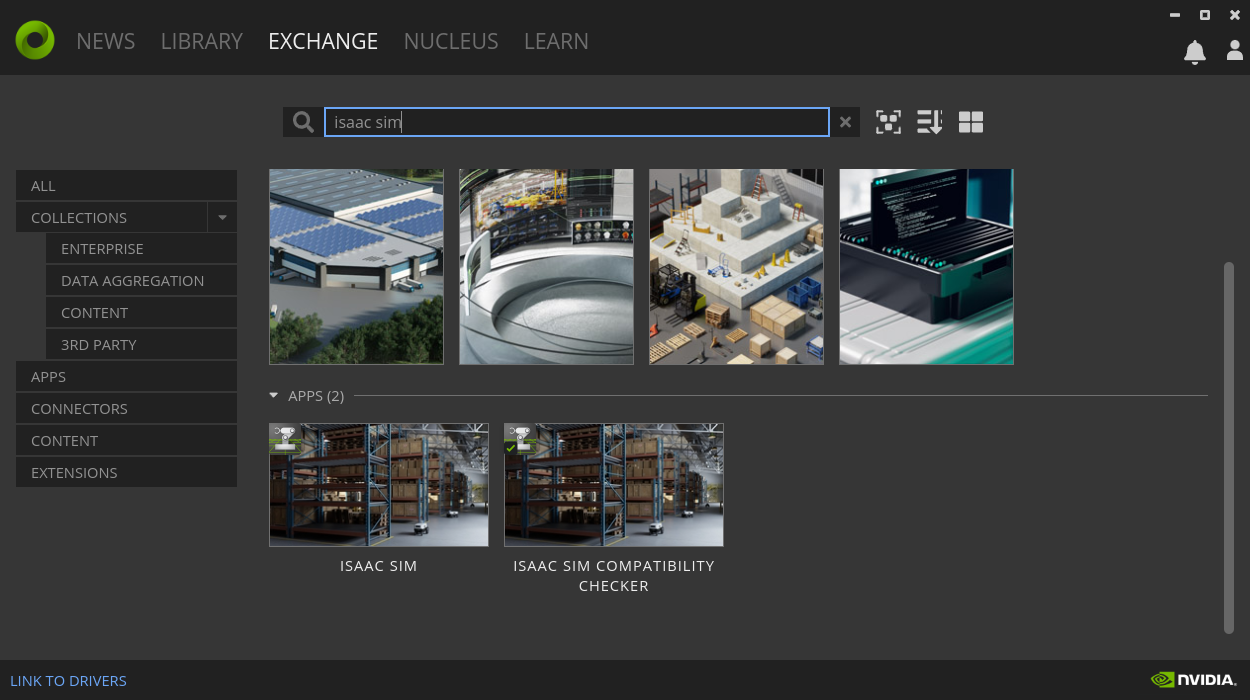 NEWS LIBRARY EXCHANGE NUCLEUS LEARN
isaac sim
ALL
COLLECTIONS
ENTERPRISE
DATA AGGREGATION
CONTENT
3RD PARTY
APPS
CONNECTORS
CONTENT
EXTENSIONS
APPS (2)
ISAAC SIM
ISAAC SIM COMPATIBILITY
CHECKER
LINK TO DRIVERS
NVIDIA.